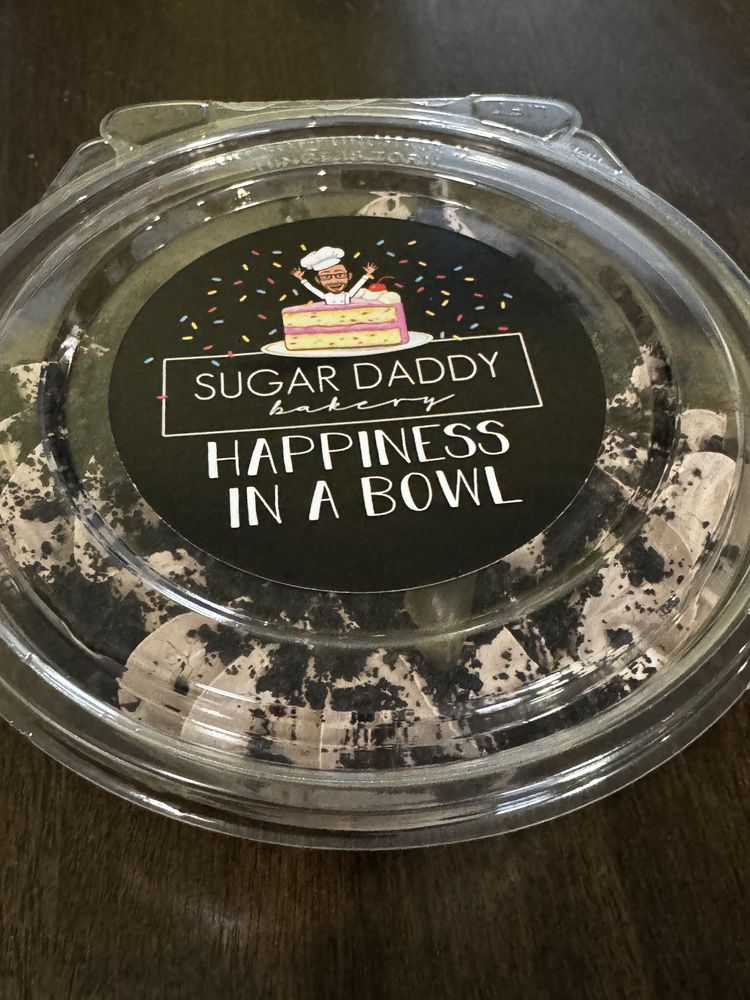 SUGAR DADDY
bakery
HAPPINESS
IN A BOWL